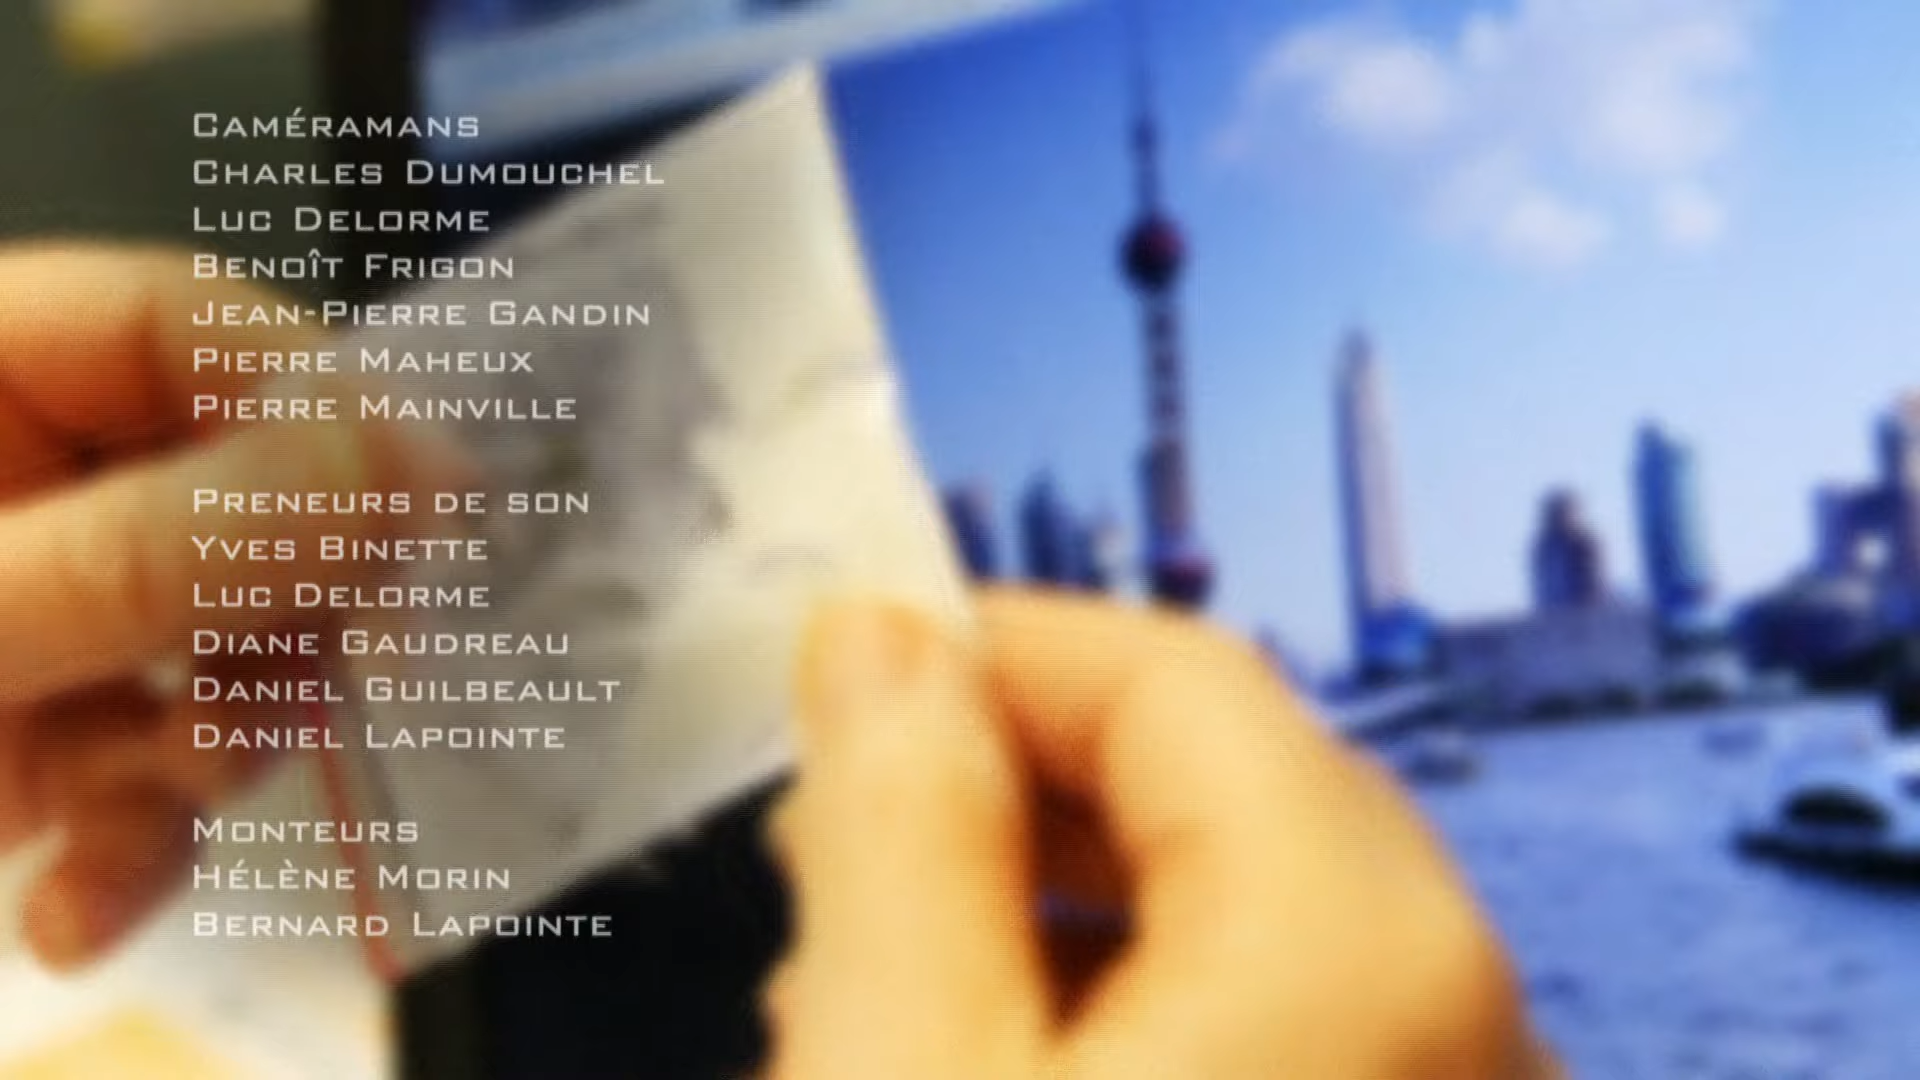 Caméramans
Charles Dumouchel
Luc Delorme
Benoît Frigon
Jean-Pierre Gandin
Pierre Maheux
Pierre Mainville
Preneurs de son
Yves Binette
Luc Delorme
Diane Gaudreau
Daniel Guilbeault
Daniel Lapointe
Monteurs
Hélène Morin
Bernard Lapointe